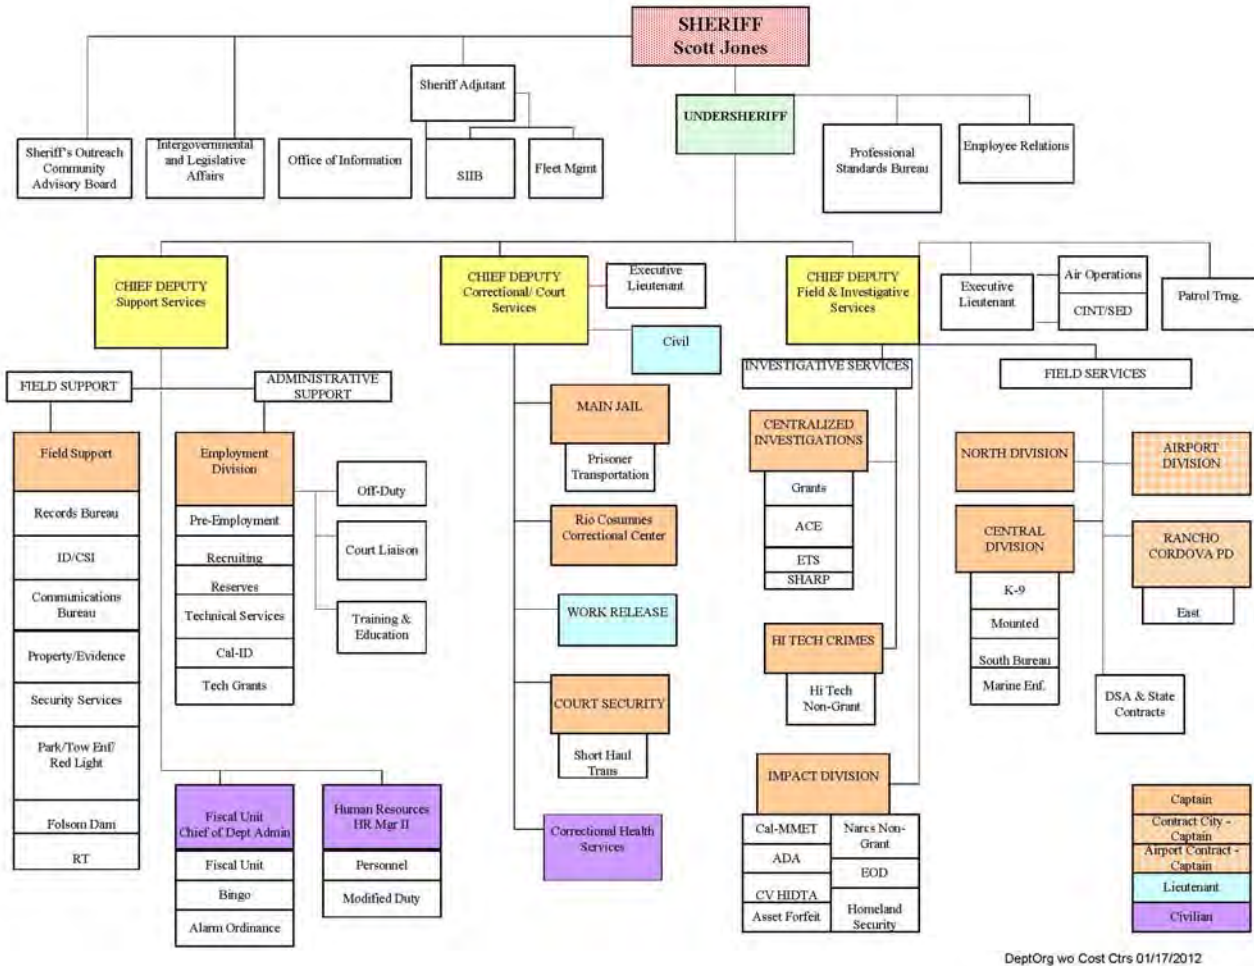 SHERIFF
Scott Jones
Sheriff Adjutant
UNDERSHERIFF
Sheriff's Outreach
Community
Advisory Board
Intergovernmental
and Legislative
Affairs
Office of Information
SIIB
Fleet Mgmt
Professional
Standards Bureau
Employee Relations
CHIEF DEPUTY
Support Services
CHIEF DEPUTY
Correctional/ Court
Services
Executive
Lieutenant
Civil
CHIEF DEPUTY
Field & Investigative
Services
Executive
Lieutenant
Air Operations
CINT/SED
Patrol Trng.
FIELD SUPPORT
ADMINISTRATIVE
SUPPORT
INVESTIGATIVE SERVICES
FIELD SERVICES
Field Support
Records Bureau
ID/CSI
Communications
Bureau
Property/Evidence
Security Services
Park/Tow Enf/
Red Light
Folsom Dam
RT
Employment
Division
Pre-Employment
Recruiting
Reserves
Technical Services
Cal-ID
Tech Grants
Off-Duty
Court Liaison
Training &
Education
Fiscal Unit
Chief of Dept Admin
Fiscal Unit
Bingo
Alarm Ordinance
Human Resources
HR Mgr II
Personnel
Modified Duty
MAIN JAIL
Prisoner
Transportation
Rio Cosumnes
Correctional Center
WORK RELEASE
COURT SECURITY
Short Haul
Trans
Correctional Health
Services
CENTRALIZED
INVESTIGATIONS
Grants
ACE
ETS
SHARP
HI TECH CRIMES
Hi Tech
Non-Grant
IMPACT DIVISION
Cal-MMET
ADA
CV HIDTA
Asset Forfeit
Narcs Non-
Grant
EOD
Homeland
Security
NORTH DIVISION
CENTRAL
DIVISION
K-9
Mounted
South Bureau
Marine Enf.
AIRPORT
DIVISION
RANCHO
CORDOVA PD
East
DSA & State
Contracts
Captain
Contract City -
Captain
Airport Contract -
Captain
Lieutenant
Civilian
DeptOrg wo Cost Ctrs 01/17/2012